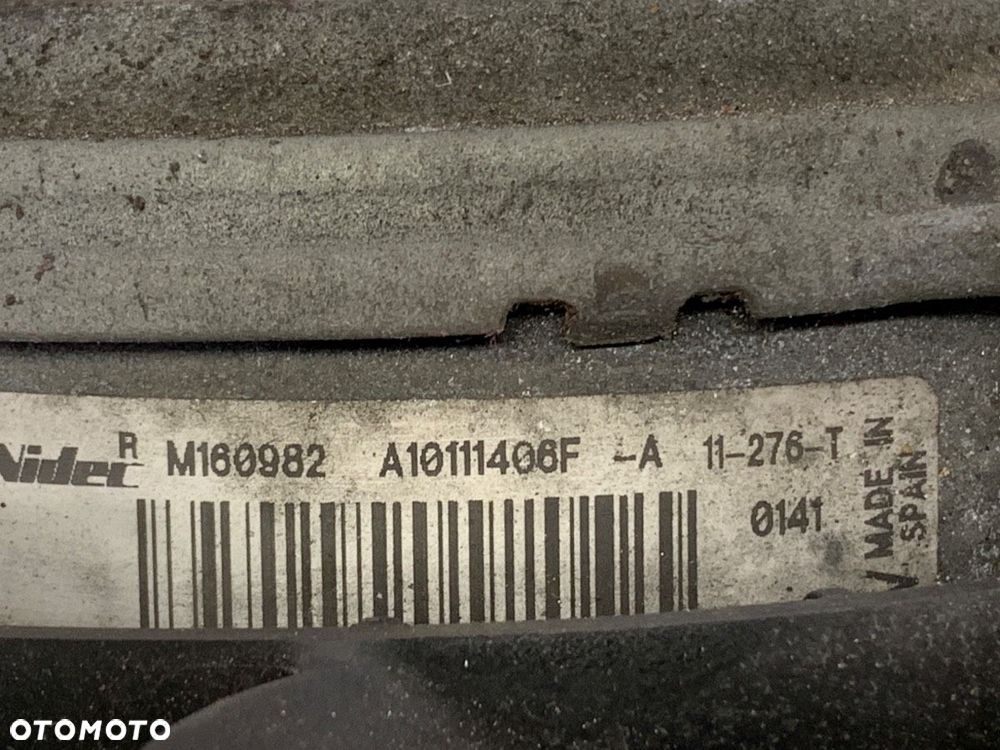 Nidec R M160982 A10111406F -A 11-276-T
0141
MADE IN
SPAIN
OTOMOTO